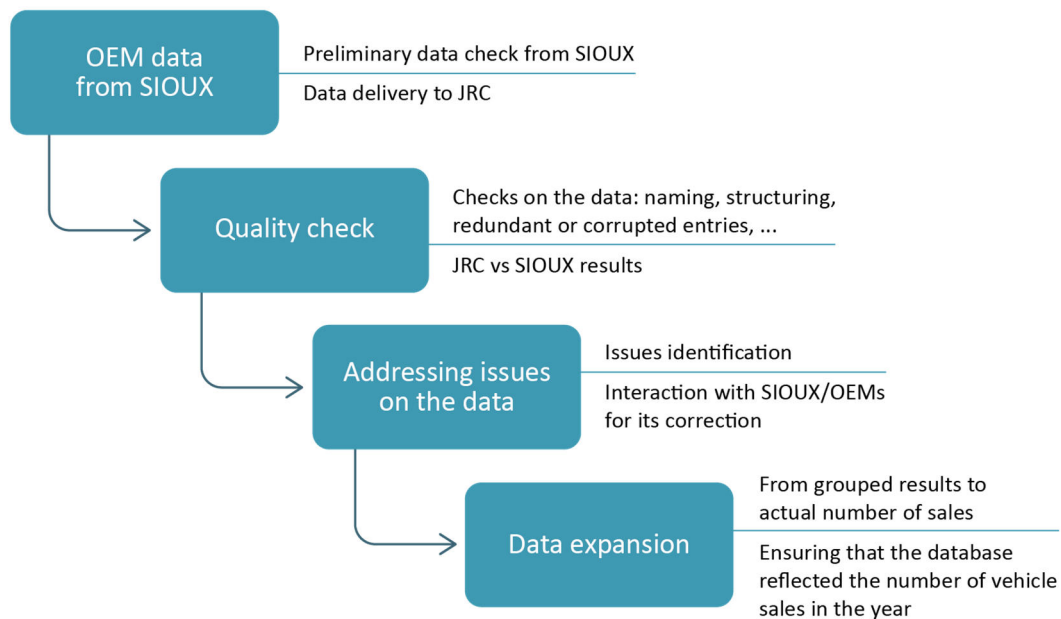 OEM data
from SIOUX
Preliminary data check from SIOUX
Data delivery to JRC
Quality check
Checks on the data: naming, structuring,
redundant or corrupted entries, ...
JRC vs SIOUX results
Addressing issues
on the data
Issues identification
Interaction with SIOUX/OEMs
for its correction
Data expansion
From grouped results to
actual number of sales
Ensuring that the database
reflected the number of vehicle
sales in the year